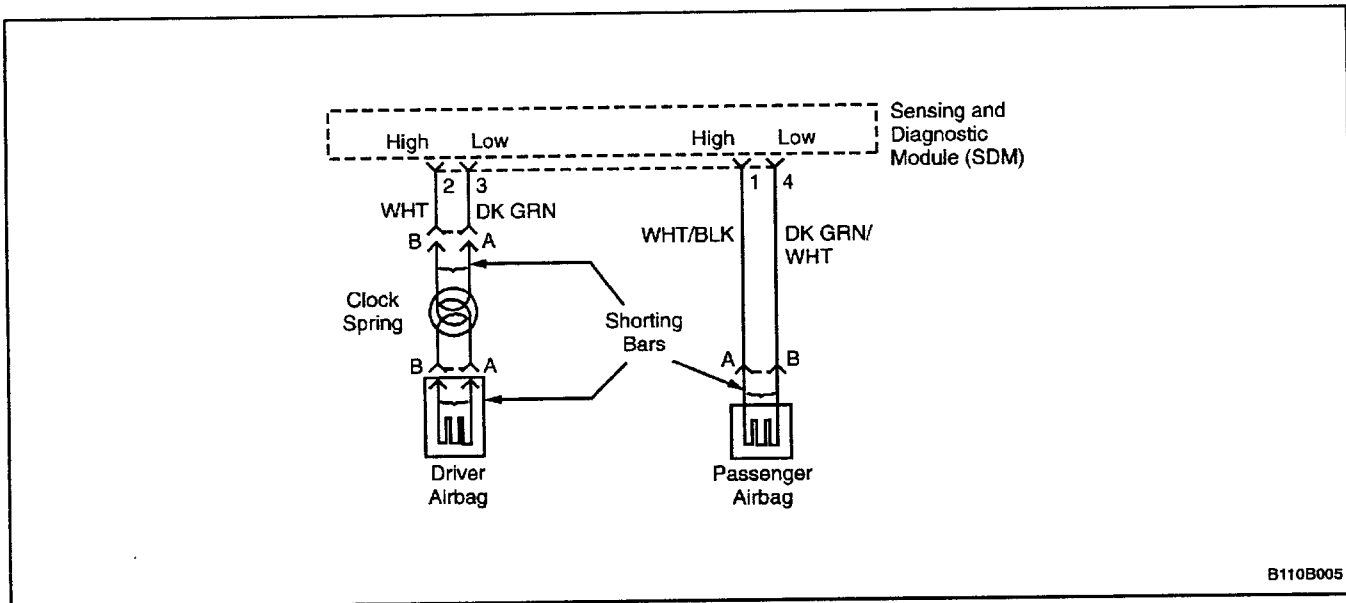 Sensing and
Diagnostic
Module (SDM)
High Low
High Low
2 3
1 4
WHT DK GRN
WHT/BLK
DK GRN/
WHT
B A
Clock
Spring
Shorting
Bars
B A
A B
Driver
Airbag
Passenger
Airbag
B110B005